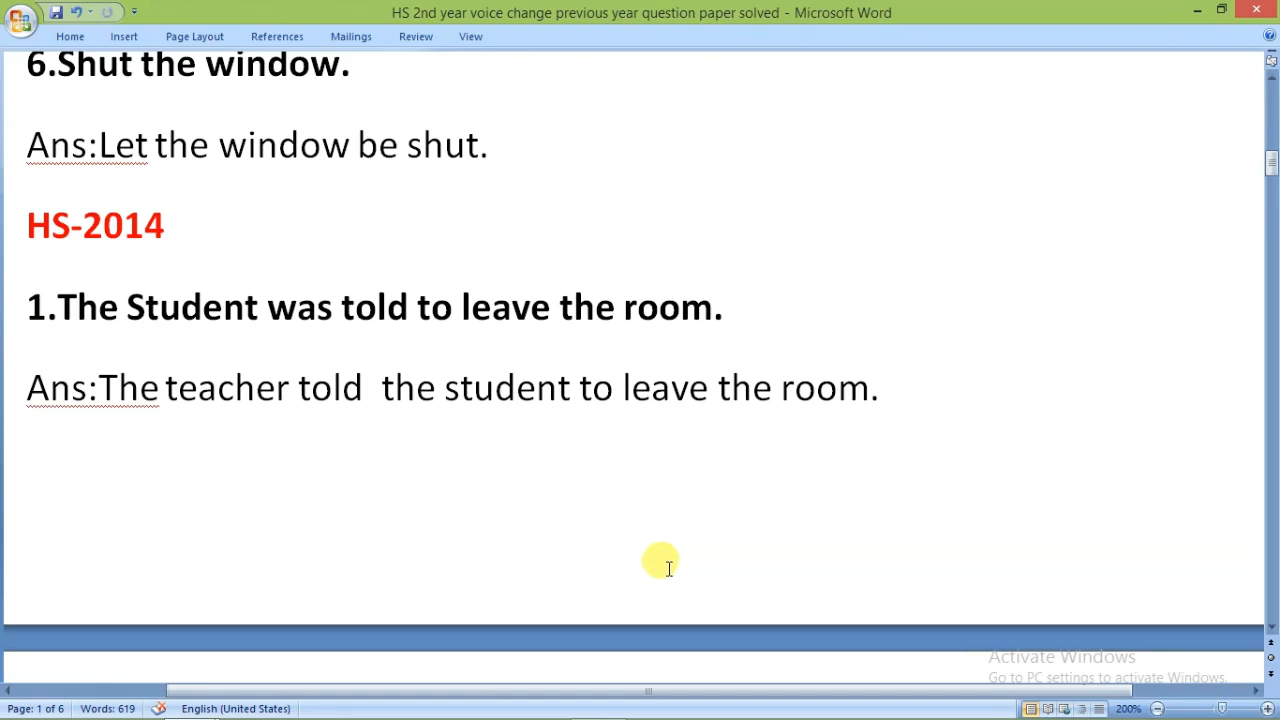 HS 2nd year voice change previous year question paper solved - Microsoft Word
Home Insert Page Layout References Mailings Review View
6.Shut the window.
Ans:Let the window be shut.
HS-2014
1.The Student was told to leave the room.
Ans:The teacher told  the student to leave the room.
Activate Windows
Go to PC settings to activate Windows.
Page: 1 of 6 Words: 619 English (United States) 200%